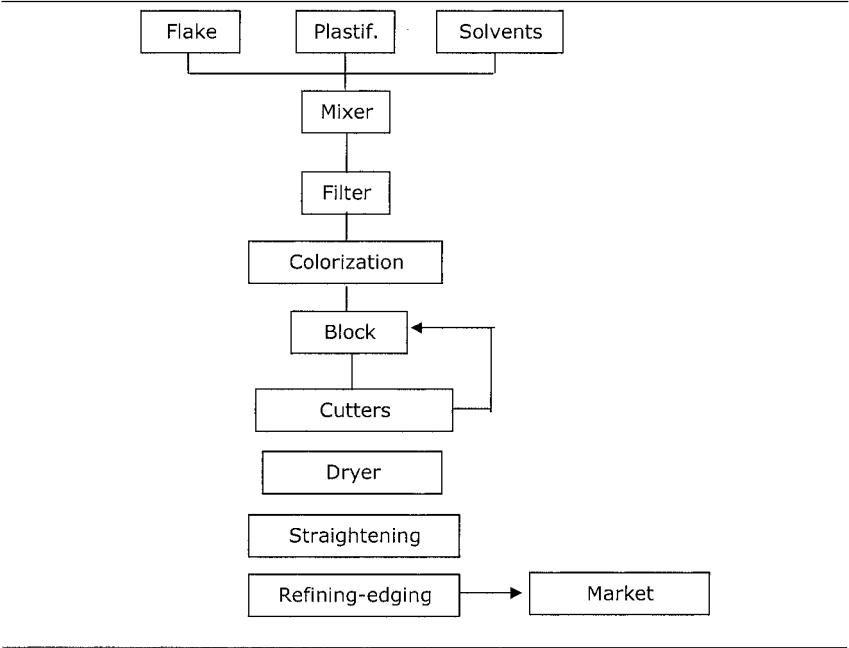 Flake
Plastif.
Solvents
Mixer
Filter
Colorization
Block
Cutters
Dryer
Straightening
Refining-edging
Market